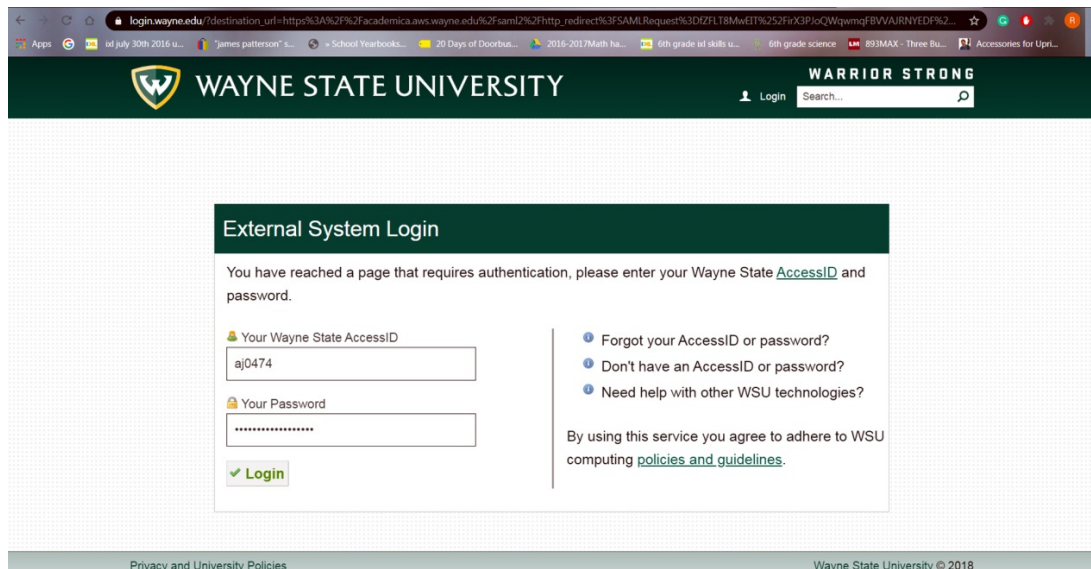 login.wayne.edu/?destination_url=https%3A%2F%2Facademica.aws.wayne.edu%2Fsaml2%2Fhttp_redirect%3FSAMLRequest%3DfZFLT8MwEIT%252FirX3PJoQWqwmqFBVVAJRNYEDF%2...
Apps
ixl july 30th 2016 u...
"james patterson" s...
» School Yearbooks...
20 Days of Doorbus...
2016-2017Math ha...
6th grade ixl skills u...
6th grade science
893MAX - Three Bu...
Accessories for Upri...
W
WAYNE STATE UNIVERSITY
WARRIOR STRONG
Login
Search...
External System Login
You have reached a page that requires authentication, please enter your Wayne State AccessID and
password.
Your Wayne State AccessID
aj0474
Your Password
••••••••••••••••••
Login
Forgot your AccessID or password?
Don't have an AccessID or password?
Need help with other WSU technologies?
By using this service you agree to adhere to WSU
computing policies and guidelines.
Privacy and University Policies
Wayne State University © 2018